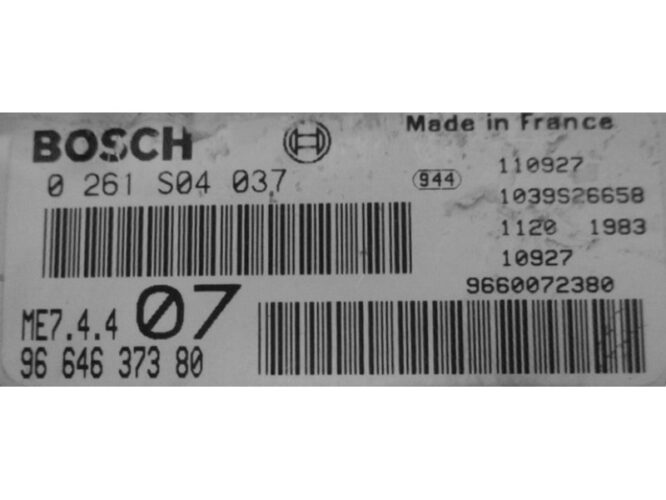 BOSCH
Made in France
0 261 S04 037
944
110927
1039S26658
1120 1983
10927
9660072380
ME7.4.4 07
96 646 373 80